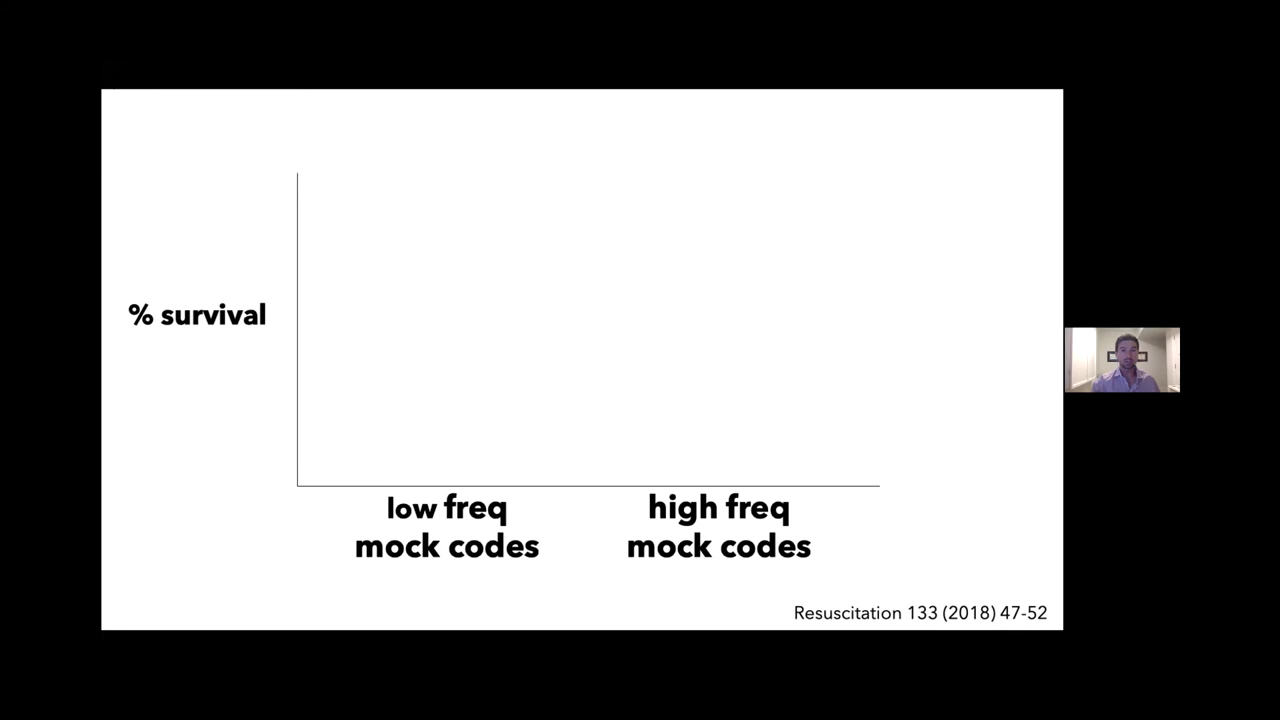 % survival
low freq
mock codes
high freq
mock codes
Resuscitation 133 (2018) 47-52